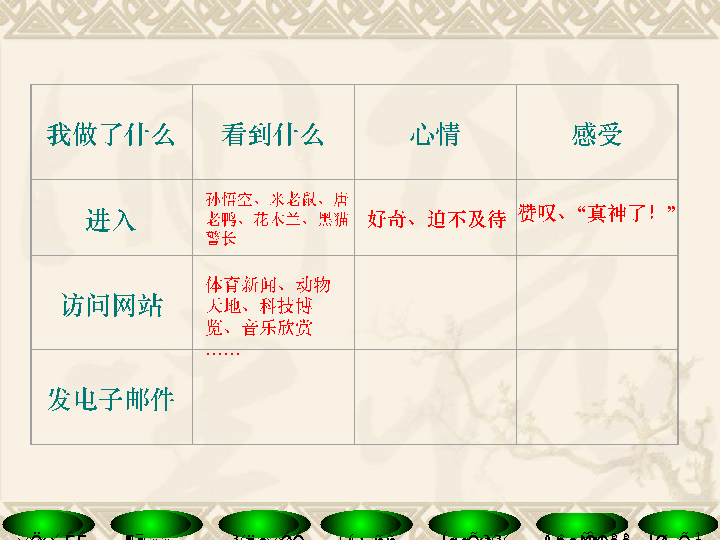 我做了什么 看到什么 心情 感受
进入
孙悟空、米老鼠、唐
老鸭、花木兰、黑猫
警长
好奇、迫不及待
赞叹、“真神了！”
访问网站
体育新闻、动物
天地、科技博
览、音乐欣赏
……
发电子邮件